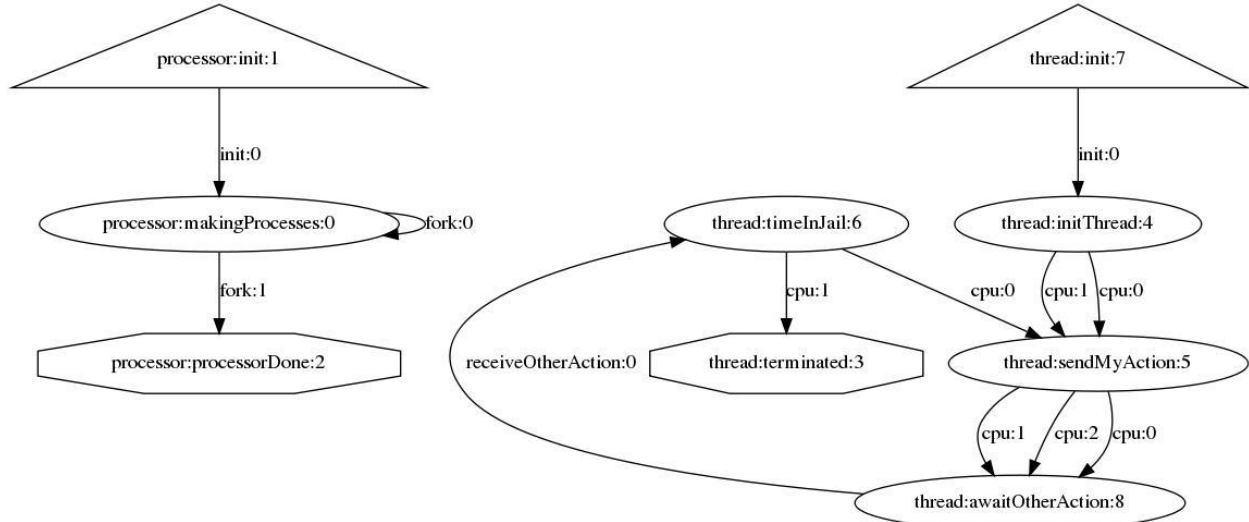 processor:init:1
thread:init:7
init:0
init:0
processor:makingProcesses:0
fork:0
thread:timeInJail:6
thread:initThread:4
fork:1
cpu:1
cpu:0
cpu:1
cpu:0
processor:processorDone:2
receiveOtherAction:0
thread:terminated:3
thread:sendMyAction:5
cpu:1
cpu:2
cpu:0
thread:awaitOtherAction:8